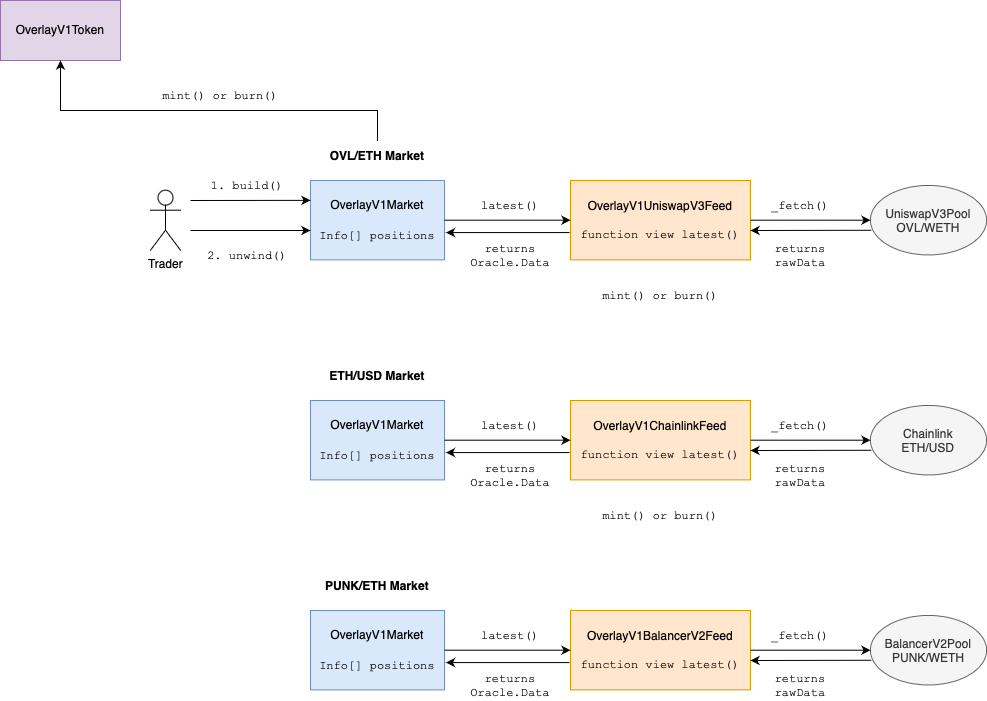 OverlayV1Token
mint() or burn()
OVL/ETH Market
1. build()
2. unwind()
Trader
OverlayV1Market
Info[] positions
latest()
returns
Oracle.Data
OverlayV1UniswapV3Feed
function view latest()
_fetch()
returns
rawData
UniswapV3Pool
OVL/WETH
mint() or burn()
ETH/USD Market
OverlayV1Market
Info[] positions
latest()
returns
Oracle.Data
OverlayV1ChainlinkFeed
function view latest()
_fetch()
returns
rawData
Chainlink
ETH/USD
mint() or burn()
PUNK/ETH Market
OverlayV1Market
Info[] positions
latest()
returns
Oracle.Data
OverlayV1BalancerV2Feed
function view latest()
_fetch()
returns
rawData
BalancerV2Pool
PUNK/WETH